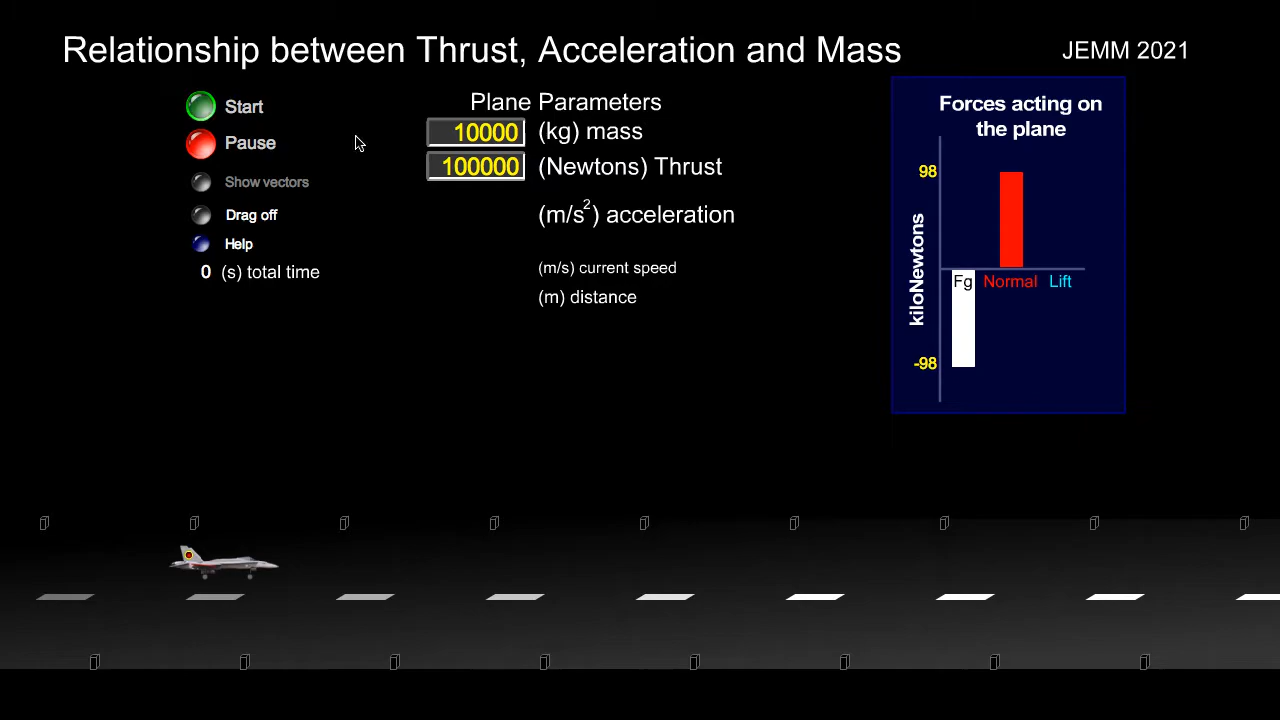 Relationship between Thrust, Acceleration and Mass
JEMM 2021
Start
Pause
Show vectors
Drag off
Help
0 (s) total time
Plane Parameters
10000 (kg) mass
100000 (Newtons) Thrust
(m/s²) acceleration
(m/s) current speed
(m) distance
Forces acting on
the plane
98
kiloNewtons
Fg Normal Lift
-98